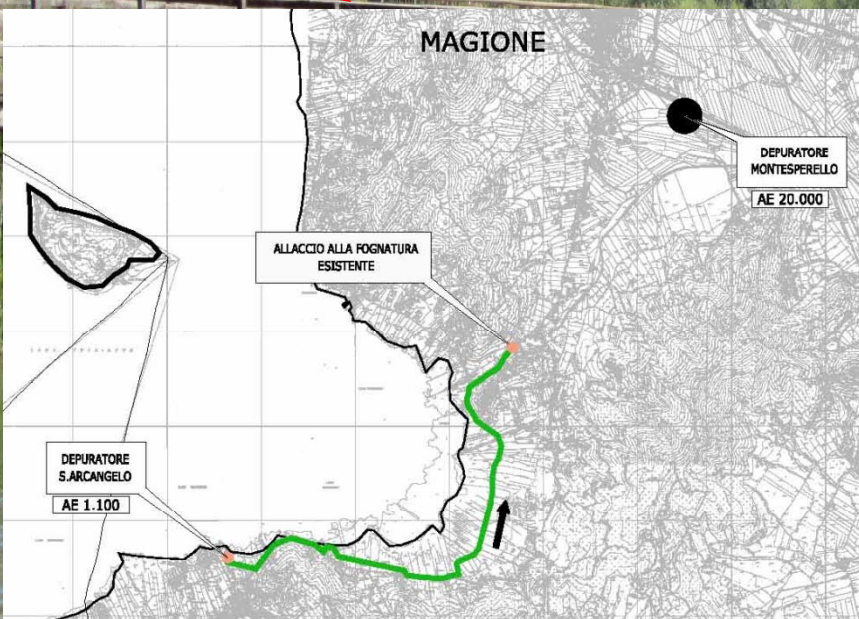 MAGIONE
DEPURATORE
MONTESPERELLO
AE 20.000
ALLACCIO ALLA FOGNATURA
ESISTENTE
DEPURATORE
S.ARCANGELO
AE 1.100